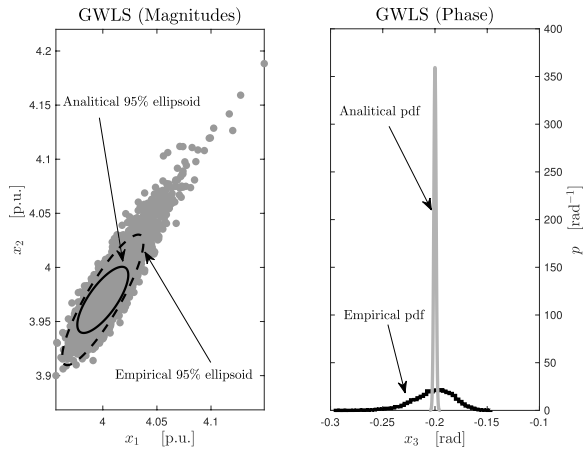 GWLS (Magnitudes)
4.2
4.15
4.1
4.05
4
3.95
3.9
x2 [p.u.]
Analitical 95% ellipsoid
Empirical 95% ellipsoid
4
4.05
4.1
x1 [p.u.]
GWLS (Phase)
400
350
300
250
200
150
100
50
0
p [rad⁻¹]
Analitical pdf
Empirical pdf
-0.3
-0.25
-0.2
-0.15
-0.1
x3 [rad]